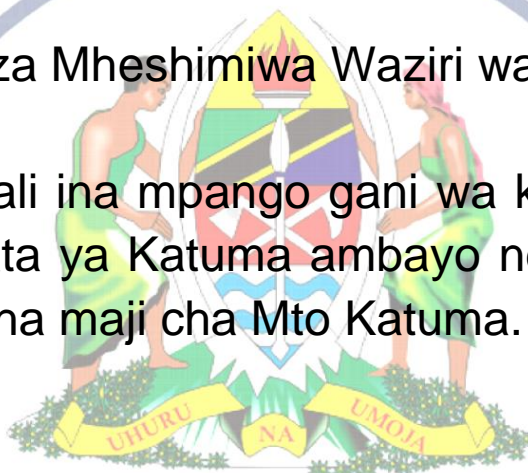 za Mheshimiwa Waziri wa
ali ina mpango gani wa k
ta ya Katuma ambayo n
na maji cha Mto Katuma.
UHURU NA UMOJA